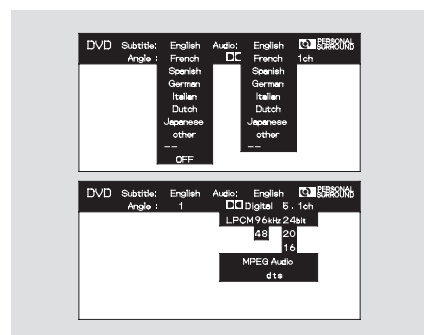 DVD Subtitle: English Audio: English PERSONAL SURROUND
Angle : French French 1ch
Spanish Spanish
German German
Italian Italian
Dutch Dutch
Japanese Japanese
other other
-- --
OFF
DVD Subtitle: English Audio: English PERSONAL SURROUND
Angle : 1 Digital 5 . 1ch
LPCM 96kHz 24bit
48 20
16
MPEG Audio
dts